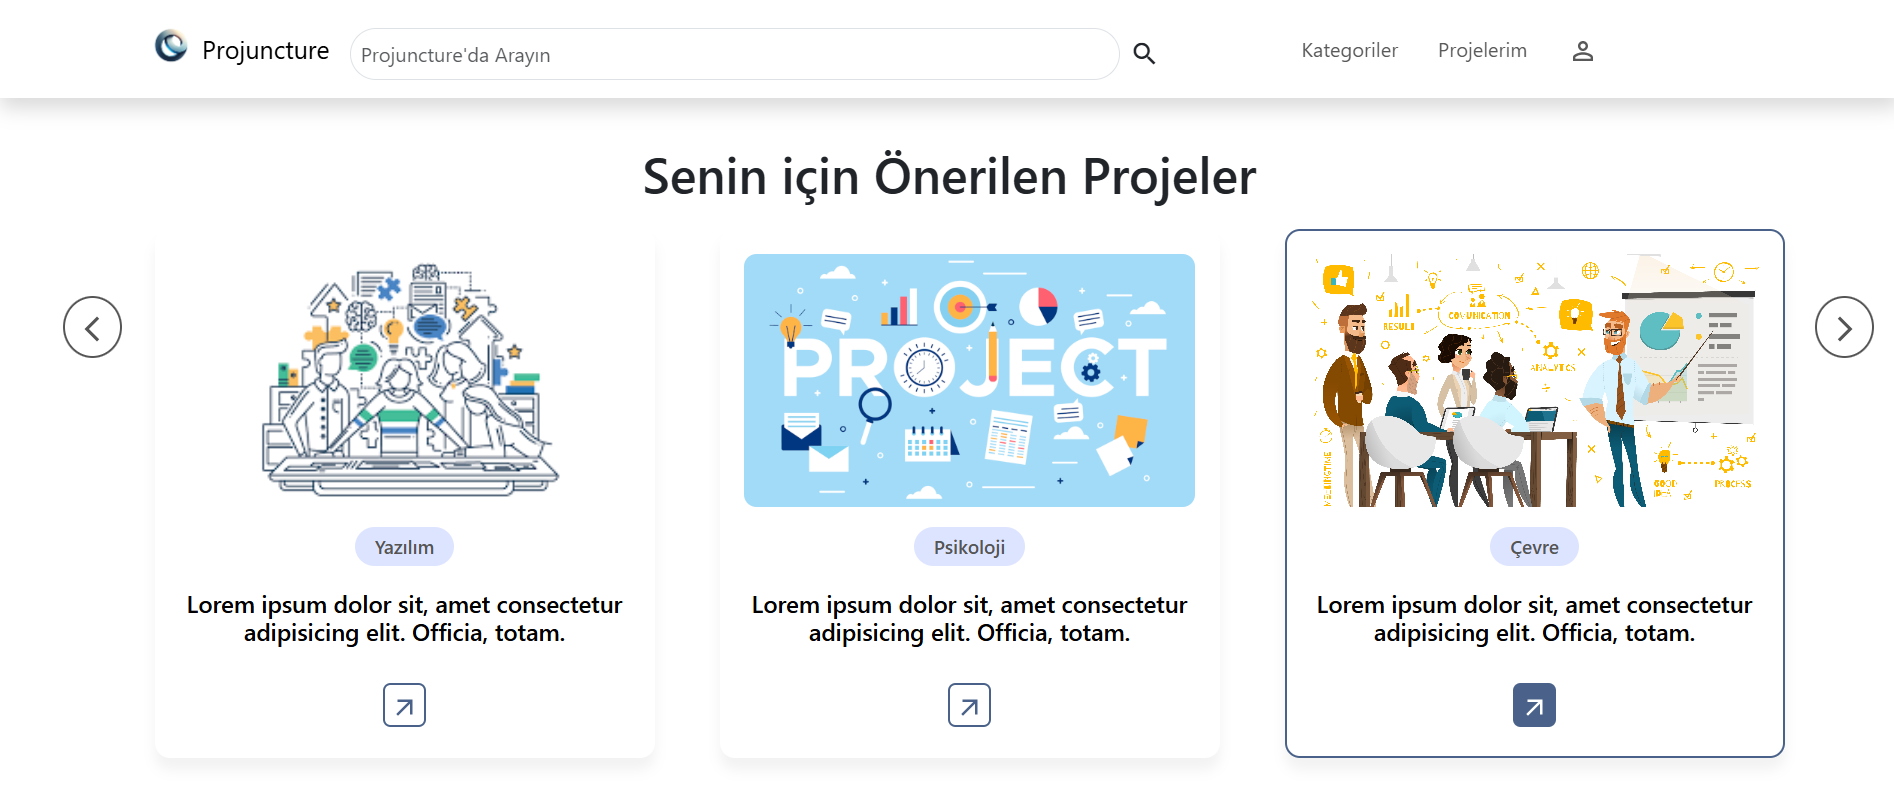 Projuncture
Projuncture'da Arayın
Kategoriler
Projelerim
Senin için Önerilen Projeler
Yazılım
Lorem ipsum dolor sit, amet consectetur
adipisicing elit. Officia, totam.
PROJECT
Psikoloji
Lorem ipsum dolor sit, amet consectetur
adipisicing elit. Officia, totam.
RESULT
COMUNICATION
ANALYTICS
GOOD
IDEA
PROCESS
Çevre
Lorem ipsum dolor sit, amet consectetur
adipisicing elit. Officia, totam.